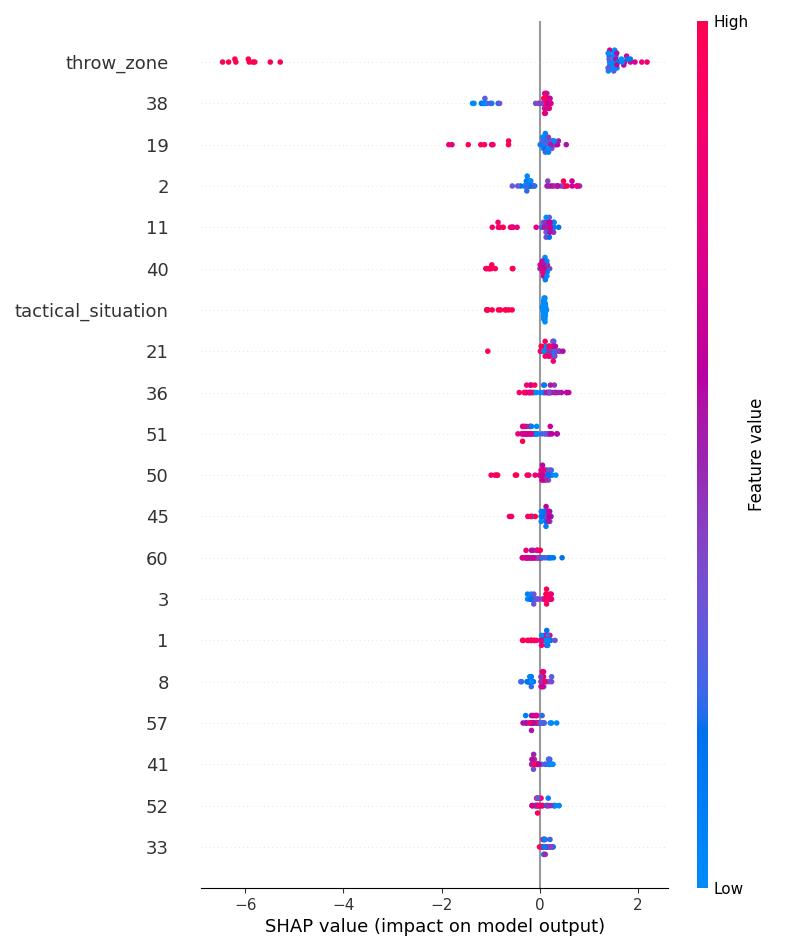 High
throw_zone
38
19
2
11
40
tactical_situation
21
36
51
50
45
60
3
1
8
57
41
52
33
Feature value
Low
−6 −4 −2 0 2
SHAP value (impact on model output)